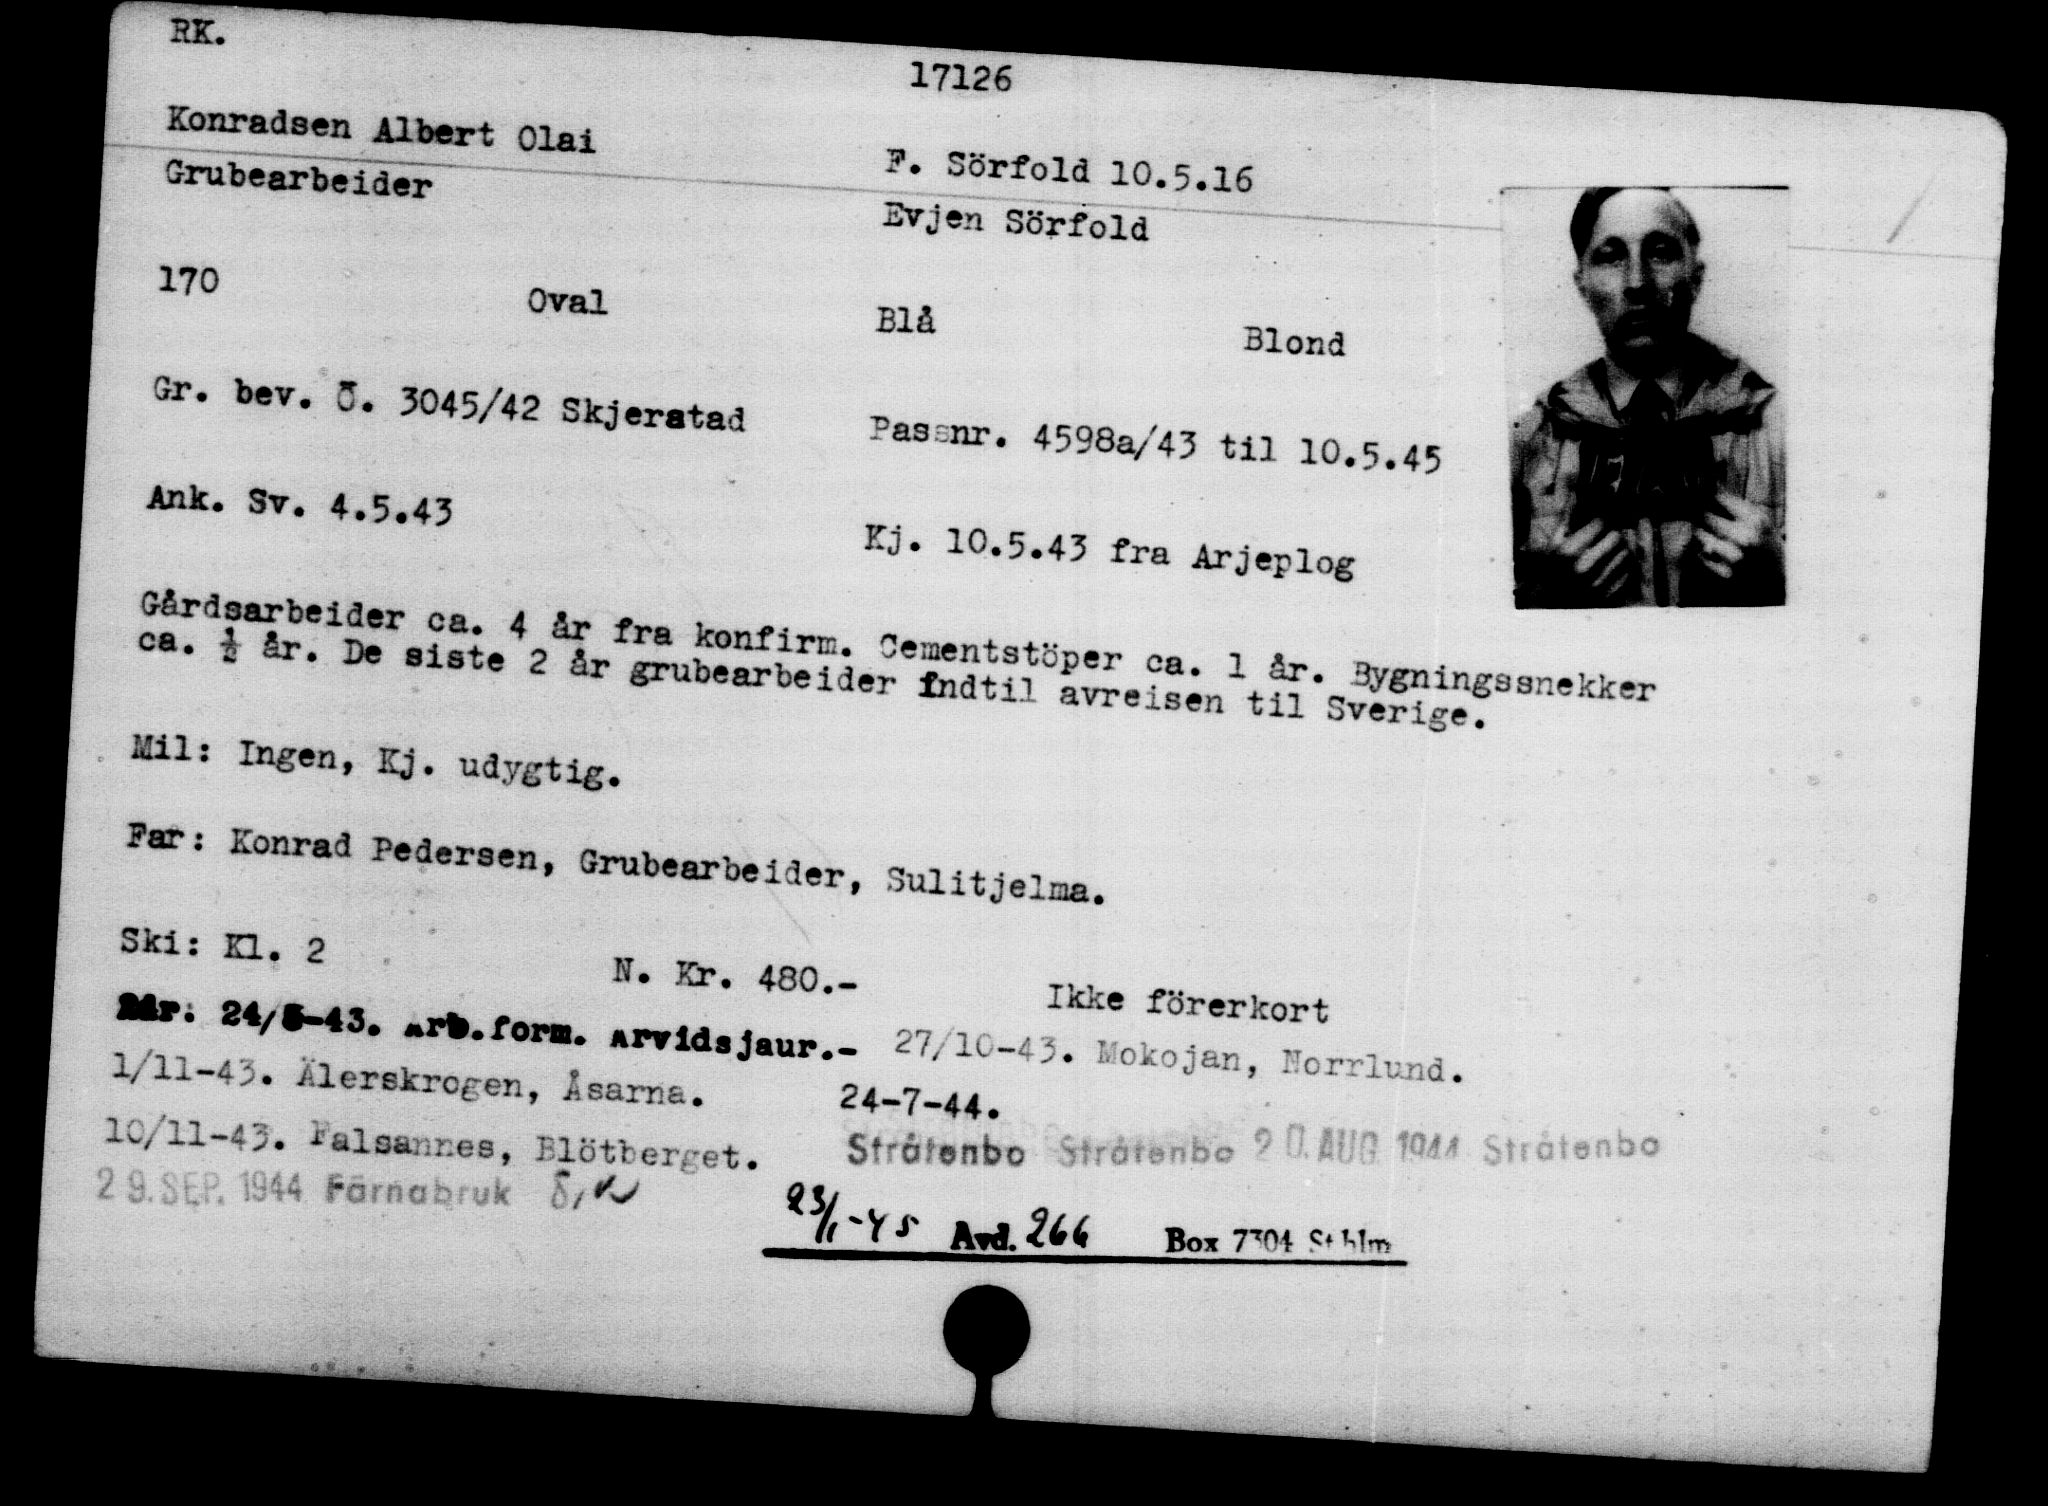 RK.
17126
Konradsen Albert Olai
F. Sörfold 10.5.16
Grubearbeider
Evjen Sörfold
170 Oval Blå Blond
Gr. bev. Ö. 3045/42 Skjerstad
Passnr. 4598a/43 til 10.5.45
Ank. Sv. 4.5.43
Kj. 10.5.43 fra Arjeplog
Gårdsarbeider ca. 4 år fra konfirm. Cementstöper ca. 1 år. Bygningssnekker
ca. ½ år. De siste 2 år grubearbeider indtil avreisen til Sverige.
Mil: Ingen, Kj. udygtig.
Far: Konrad Pedersen, Grubearbeider, Sulitjelma.
Ski: Kl. 2
N. Kr. 480.-
Ikke förerkort
24/5-43. Arb.form. Arvidsjaur.- 27/10-43. Mokojan, Norrlund.
1/11-43. Älerskrogen, Åsarna.
24-7-44.
10/11-43. Falsannes, Blötberget.
Stråtenbo Stråtenbo 20.AUG 1944 Stråtenbo
29.SEP. 1944 Färnabruk
23/1-45 Avd. 266 Box 7304 Sthlm